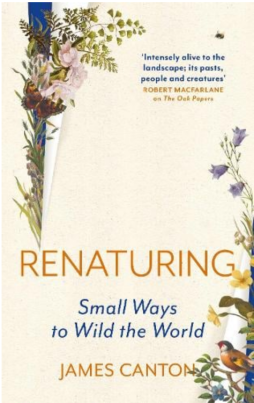 'Intensely alive to the
landscape; its pasts,
people and creatures'
ROBERT MACFARLANE
on The Oak Papers
RENATURING
Small Ways
to Wild the World
JAMES CANTON